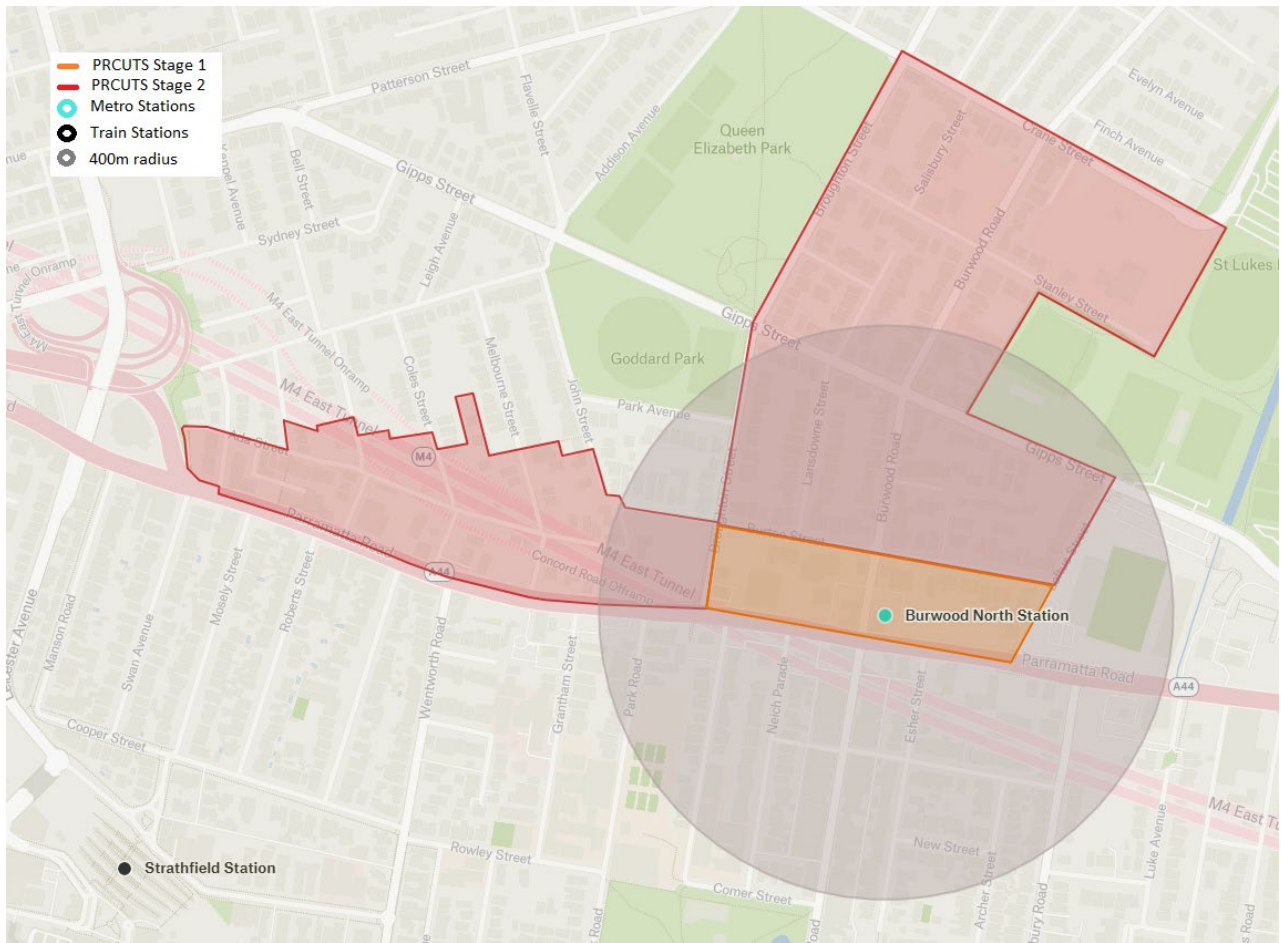 PRCUTS Stage 1
PRCUTS Stage 2
Metro Stations
Train Stations
400m radius
Patterson Street
Flavelle Street
Addison Avenue
Queen
Elizabeth Park
Broughton Street
Salisbury Street
Crane Street
Evelyn Avenue
Finch Avenue
Keppel Avenue
Bell Street
Gipps Street
Sydney Street
Leigh Avenue
Burwood Road
Stanley Street
St Lukes
M4 East Tunnel Onramp
Gipps Street
Goddard Park
Coles Street
Melbourne Street
John Street
Park Avenue
M4 East Tunnel
Ada Street
M4
Lansdowne Street
Burwood Road
Gipps Street
Parramatta Road
A44
Concord Road Offramp
M4 East Tunnel
Burwood North Station
Parramatta Road
A44
Leicester Avenue
Manson Road
Swan Avenue
Mosely Street
Roberts Street
Wentworth Road
Grantham Street
Park Road
Neich Parade
Esher Street
Cooper Street
Strathfield Station
Rowley Street
Comer Street
New Street
Archer Street
Luke Avenue
M4 East
Road
Road